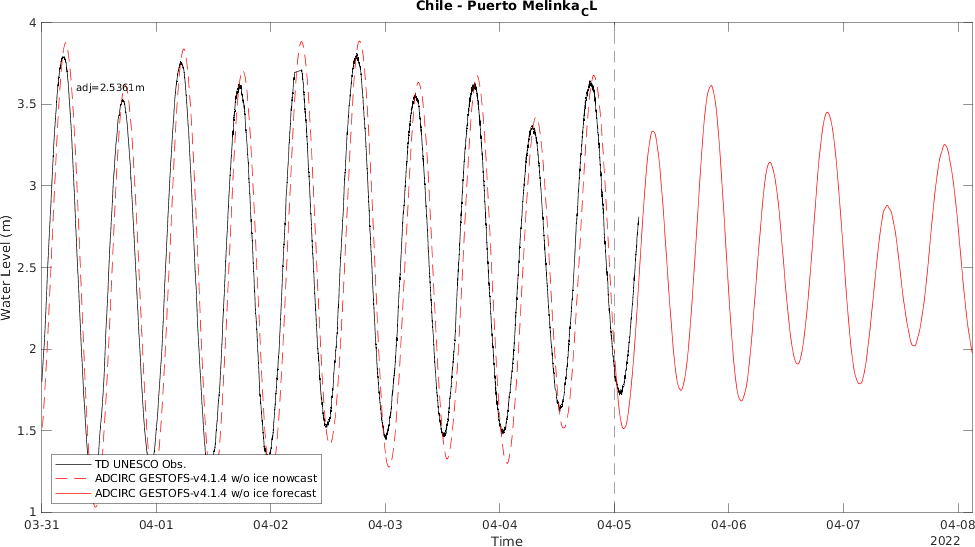 Chile - Puerto Melinka_CL
adj=2.5361m
Water Level (m)
4
3.5
3
2.5
2
1.5
1
TD UNESCO Obs.
ADCIRC GESTOFS-v4.1.4 w/o ice nowcast
ADCIRC GESTOFS-v4.1.4 w/o ice forecast
03-31 04-01 04-02 04-03 04-04 04-05 04-06 04-07 04-08
Time
2022